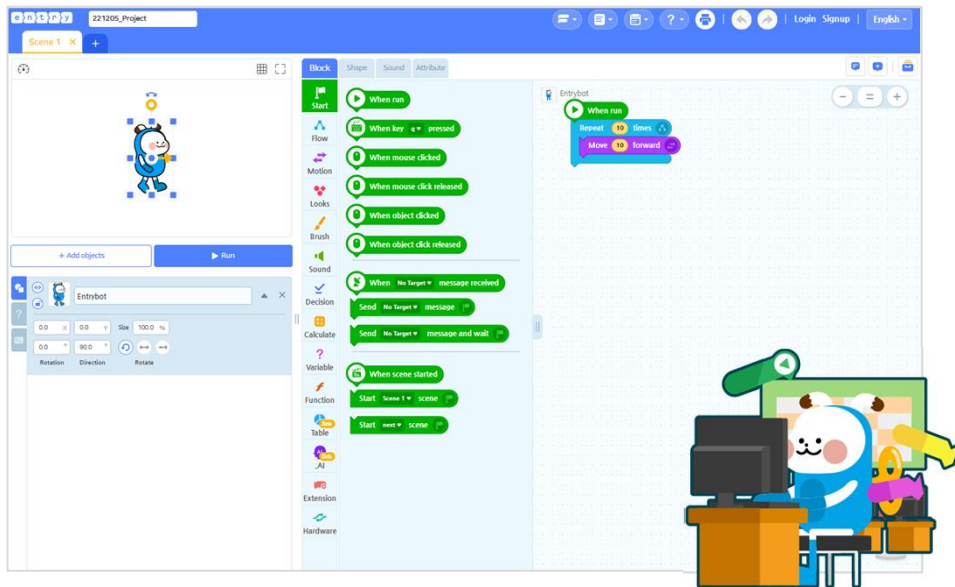 entry
221205_Project
Login Signup
English
Scene 1
Block Shape Sound Attribute
Start
Flow
Motion
Looks
Brush
Sound
Decision
Calculate
Variable
Function
Table
Beta
AI
Beta
Extension
Hardware
When run
When key q pressed
When mouse clicked
When mouse click released
When object clicked
When object click released
When No Target message received
Send No Target message
Send No Target message and wait
When scene started
Start Scene 1 scene
Start next scene
Entrybot
When run
Repeat 10 times
Move 10 forward
+ Add objects
Run
Entrybot
0.0 X 0.0 Y Size 100.0 %
0.0 ° 90.0 °
Rotation Direction Rotate